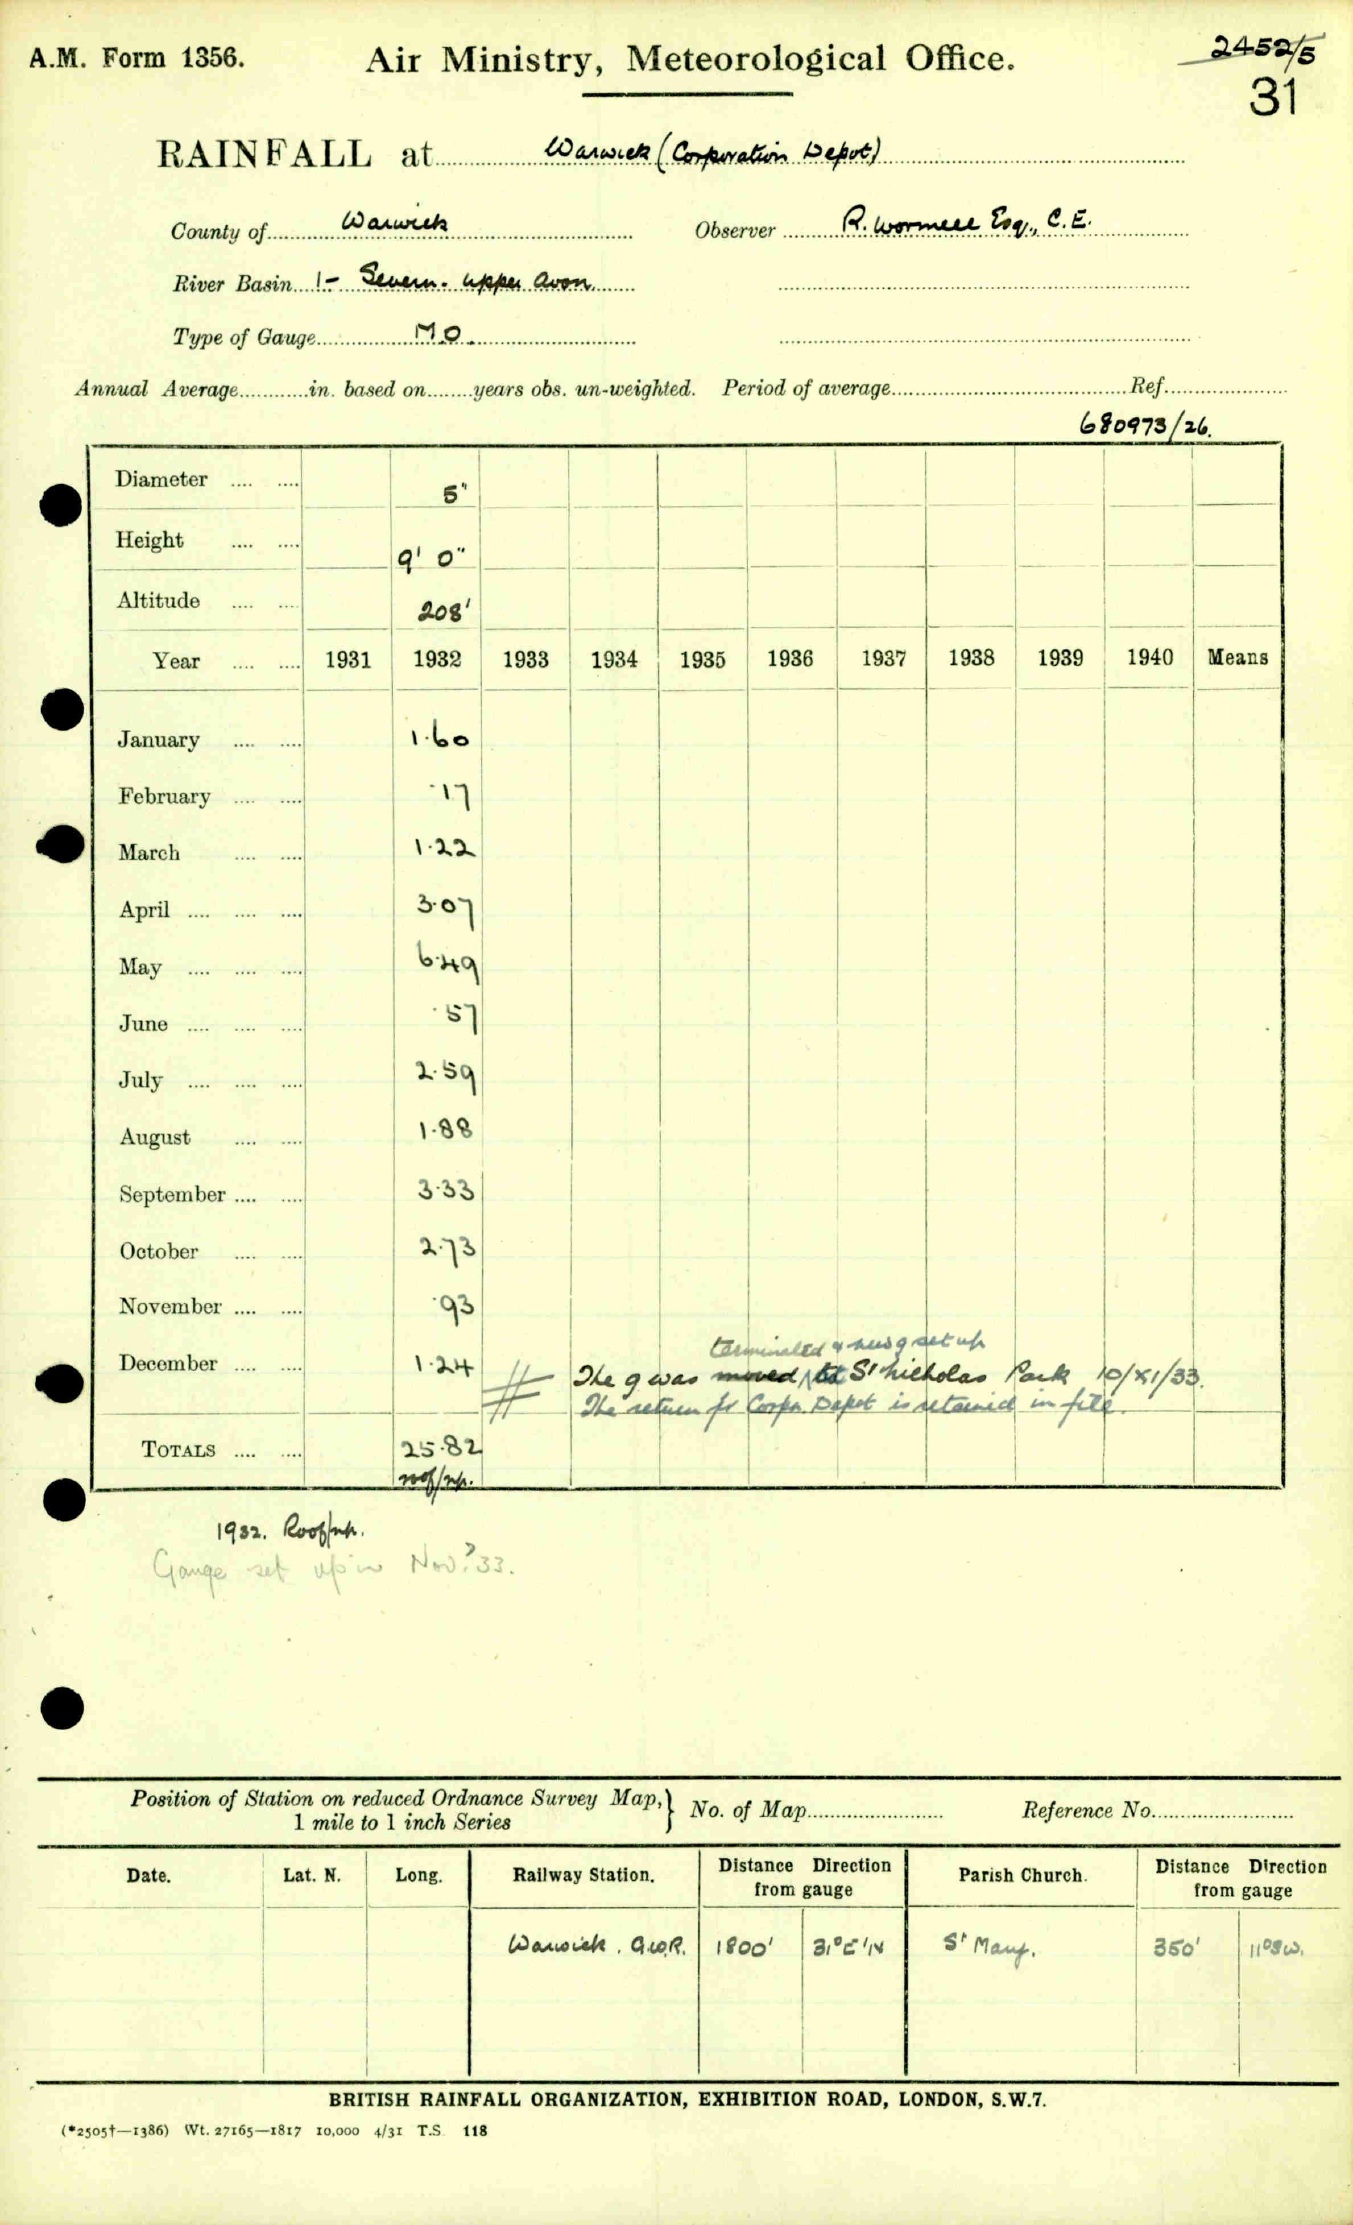 A.M. Form 1356.
Air Ministry, Meteorological Office.
2452/5
31
RAINFALL at Warwick (Corporation Depot)
County of Warwick Observer R. Wormell Esq., C.E.
River Basin 1- Severn. Upper Avon.
Type of Gauge M.O.
Annual Average in. based on years obs. un-weighted. Period of average Ref.
680973/26.
Diameter 5"
Height 9' 0"
Altitude 208'
Year 1931 1932 1933 1934 1935 1936 1937 1938 1939 1940 Means
January 1.60
February .17
March 1.22
April 3.07
May 6.49
June .57
July 2.59
August 1.88
September 3.33
October 2.73
November .93
terminated & new g set up
December 1.24 The g was moved to St Nicholas Park 10/XI/33.
The return for Corpn. Depot is retained in file.
TOTALS 25.82
roof/np.
1932. Roof/np.
Gauge set up in Nov. ? 33.
Position of Station on reduced Ordnance Survey Map, } No. of Map Reference No.
1 mile to 1 inch Series
Date. Lat. N. Long. Railway Station. Distance Direction from gauge Parish Church. Distance Direction from gauge
Warwick. G.W.R. 1800' 31°E'N St Mary. 350' 11°SW.
BRITISH RAINFALL ORGANIZATION, EXHIBITION ROAD, LONDON, S.W.7.
(*2505†—1386) Wt. 27165—1817 10,000 4/31 T.S. 118